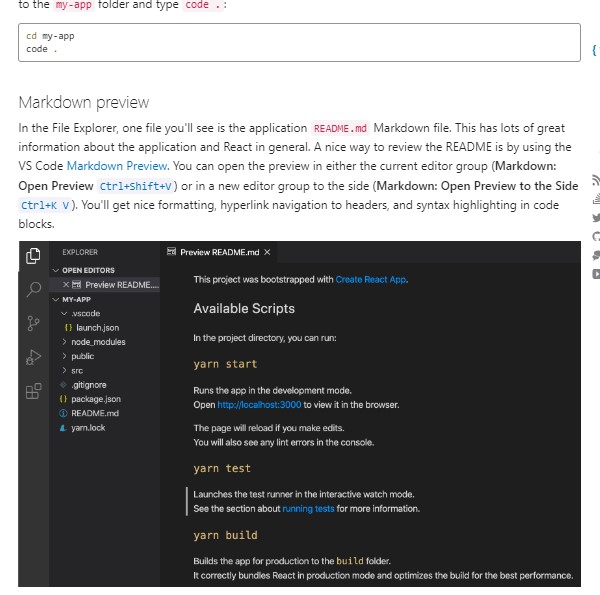 to the my-app folder and type code . :
cd my-app
code .
Markdown preview
In the File Explorer, one file you'll see is the application README.md Markdown file. This has lots of great
information about the application and React in general. A nice way to review the README is by using the
VS Code Markdown Preview. You can open the preview in either the current editor group (Markdown:
Open Preview Ctrl+Shift+V) or in a new editor group to the side (Markdown: Open Preview to the Side
Ctrl+K V). You'll get nice formatting, hyperlink navigation to headers, and syntax highlighting in code
blocks.
EXPLORER
OPEN EDITORS
Preview README....
MY-APP
.vscode
{} launch.json
node_modules
public
src
.gitignore
{} package.json
README.md
yarn.lock
Preview README.md
This project was bootstrapped with Create React App.
Available Scripts
In the project directory, you can run:
yarn start
Runs the app in the development mode.
Open http://localhost:3000 to view it in the browser.
The page will reload if you make edits.
You will also see any lint errors in the console.
yarn test
Launches the test runner in the interactive watch mode.
See the section about running tests for more information.
yarn build
Builds the app for production to the build folder.
It correctly bundles React in production mode and optimizes the build for the best performance.